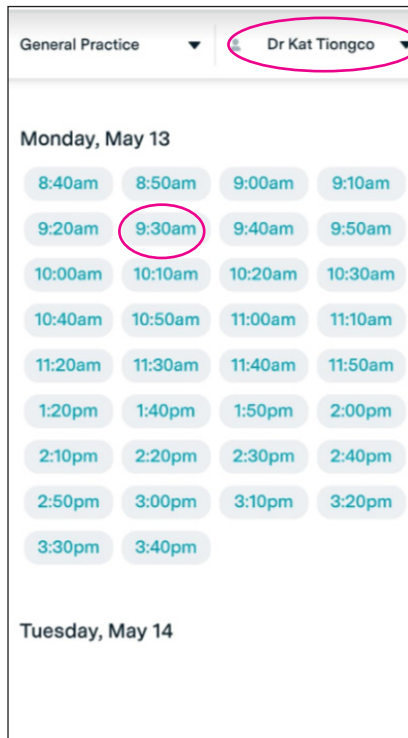 General Practice Dr Kat Tiongco
Monday, May 13
8:40am 8:50am 9:00am 9:10am
9:20am 9:30am 9:40am 9:50am
10:00am 10:10am 10:20am 10:30am
10:40am 10:50am 11:00am 11:10am
11:20am 11:30am 11:40am 11:50am
1:20pm 1:40pm 1:50pm 2:00pm
2:10pm 2:20pm 2:30pm 2:40pm
2:50pm 3:00pm 3:10pm 3:20pm
3:30pm 3:40pm
Tuesday, May 14